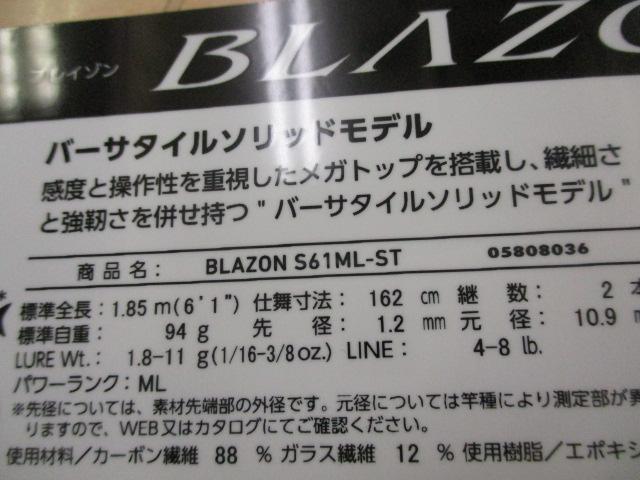 ブレイゾン BLAZO
バーサタイルソリッドモデル
感度と操作性を重視したメガトップを搭載し、繊細さ
と強靭さを併せ持つ"バーサタイルソリッドモデル"
商品名: BLAZON S61ML-ST 05808036
標準全長: 1.85 m(6'1") 仕舞寸法: 162 cm 継数: 2 本
標準自重: 94 g 先径: 1.2 mm 元径: 10.9 m
LURE Wt.: 1.8-11 g(1/16-3/8oz.) LINE: 4-8 lb.
パワーランク: ML
※先径については、素材先端部の外径です。元径については竿種により測定部が異
りますので、WEB又はカタログにてご確認ください。
使用材料/カーボン繊維 88 % ガラス繊維 12 % 使用樹脂/エポキシ